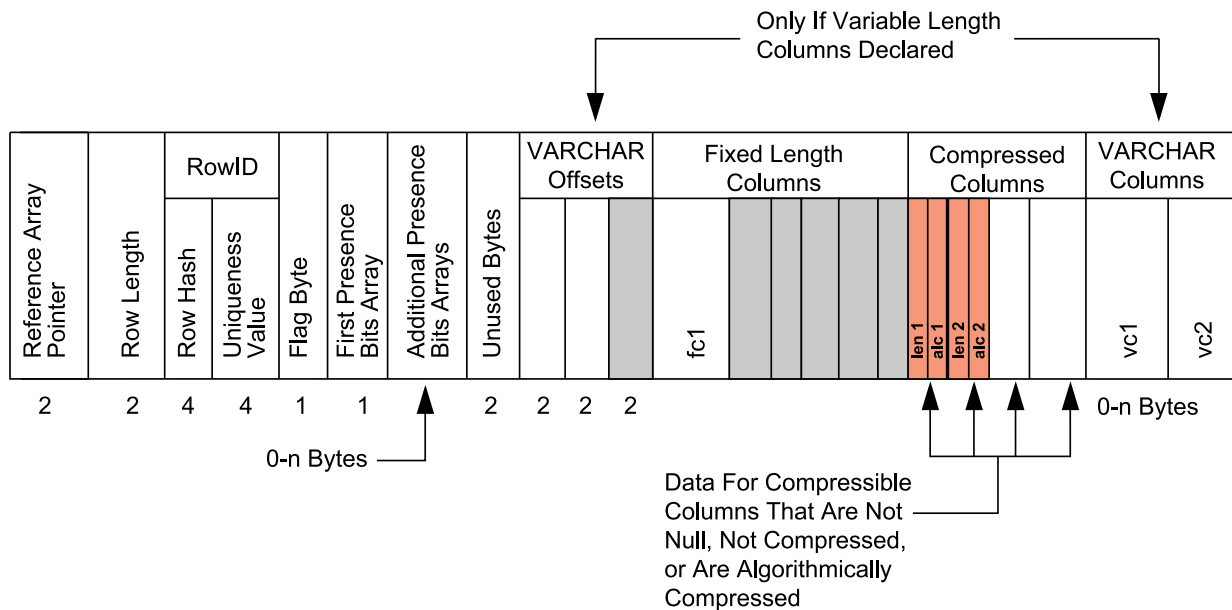 Only If Variable Length
Columns Declared
RowID
VARCHAR
Offsets
Fixed Length
Columns
Compressed
Columns
VARCHAR
Columns
Reference Array
Pointer
Row Length
Row Hash
Uniqueness
Value
Flag Byte
First Presence
Bits Array
Additional Presence
Bits Arrays
Unused Bytes
fc1
len 1
alc 1
len 2
alc 2
vc1
vc2
2
2
4
4
1
1
2
2
2
2
0-n Bytes
0-n Bytes
Data For Compressible
Columns That Are Not
Null, Not Compressed,
or Are Algorithmically
Compressed